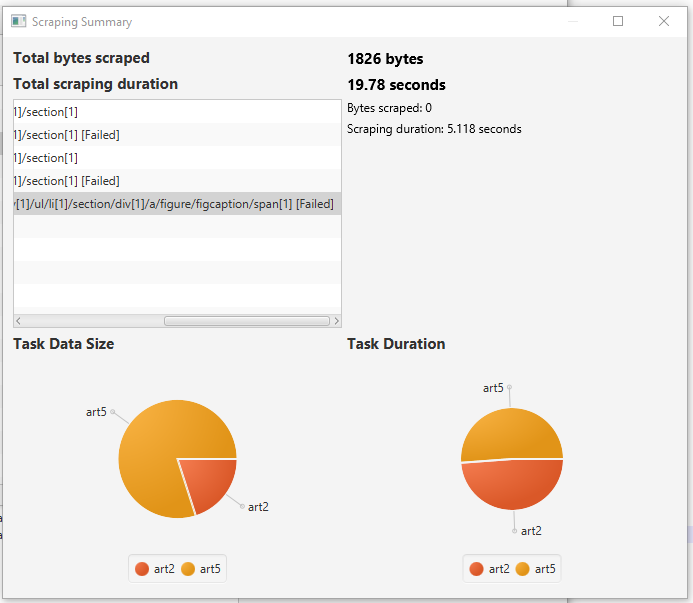 Scraping Summary
Total bytes scraped
1826 bytes
Total scraping duration
19.78 seconds
1]/section[1]
1]/section[1] [Failed]
1]/section[1]
1]/section[1] [Failed]
[1]/ul/li[1]/section/div[1]/a/figure/figcaption/span[1] [Failed]
Bytes scraped: 0
Scraping duration: 5.118 seconds
Task Data Size
Task Duration
art5
art2
art2 art5
art5
art2
art2 art5